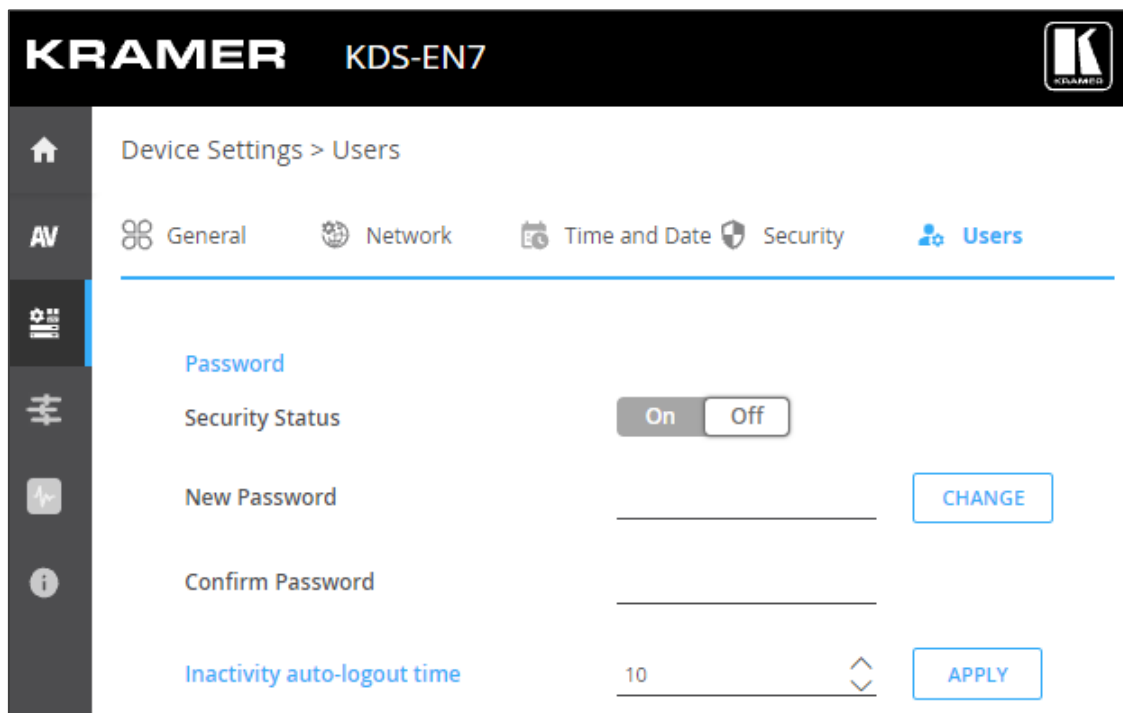 KRAMER KDS-EN7
KRAMER
Device Settings > Users
AV
General Network Time and Date Security Users
Password
Security Status On Off
New Password CHANGE
Confirm Password
Inactivity auto-logout time 10 APPLY